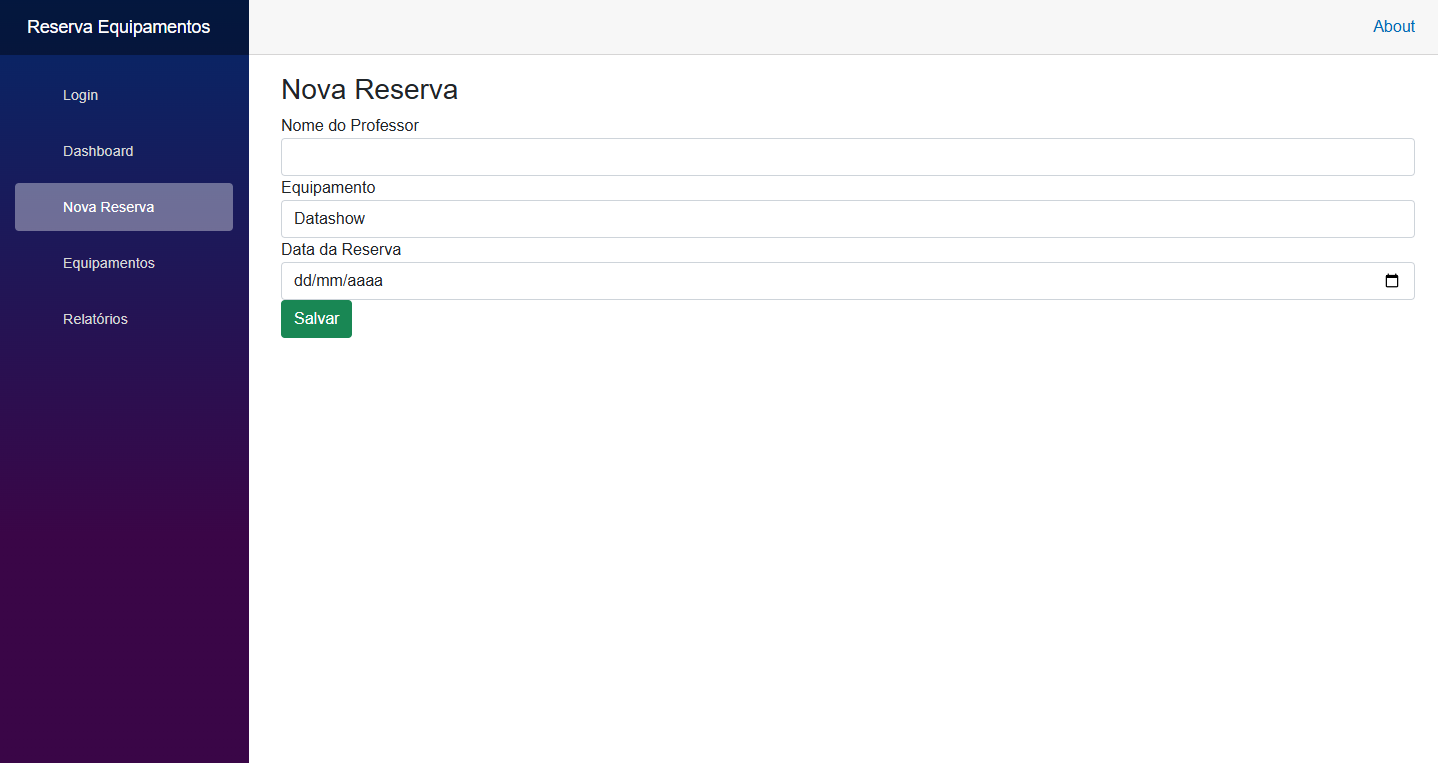 Reserva Equipamentos
About
Login
Dashboard
Nova Reserva
Equipamentos
Relatórios
Nova Reserva
Nome do Professor
Equipamento
Datashow
Data da Reserva
dd/mm/aaaa
Salvar